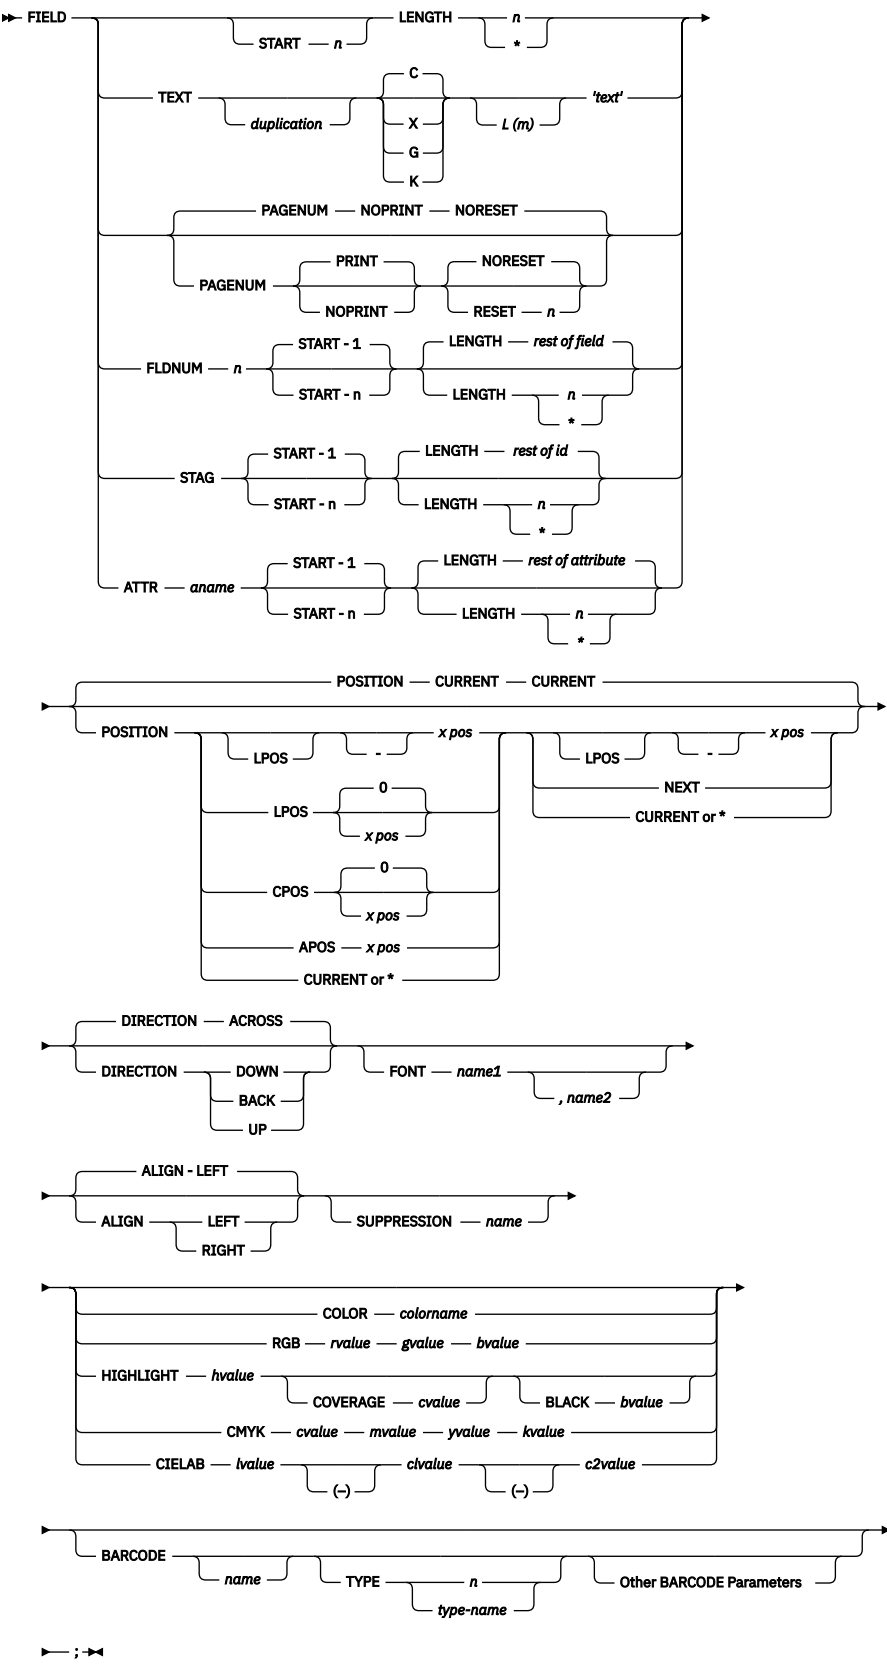 FIELD LENGTH n
START n *
C
TEXT 'text'
duplication X L (m)
G
K
PAGENUM NOPRINT NORESET
PRINT NORESET
PAGENUM
NOPRINT RESET n
START - 1 LENGTH rest of field
FLDNUM n
START - n LENGTH n
*
START - 1 LENGTH rest of id
STAG
START - n LENGTH n
*
START - 1 LENGTH rest of attribute
ATTR aname
START - n LENGTH n
*
POSITION CURRENT CURRENT
POSITION x pos x pos
LPOS - LPOS -
0 NEXT
LPOS CURRENT or *
x pos
0
CPOS
x pos
APOS x pos
CURRENT or *
DIRECTION ACROSS
DIRECTION DOWN FONT name1
BACK , name2
UP
ALIGN - LEFT
ALIGN LEFT SUPPRESSION name
RIGHT
COLOR colorname
RGB rvalue gvalue bvalue
HIGHLIGHT hvalue
COVERAGE cvalue BLACK bvalue
CMYK cvalue mvalue yvalue kvalue
CIELAB lvalue clvalue c2value
(–) (–)
BARCODE
name TYPE n Other BARCODE Parameters
type-name
;